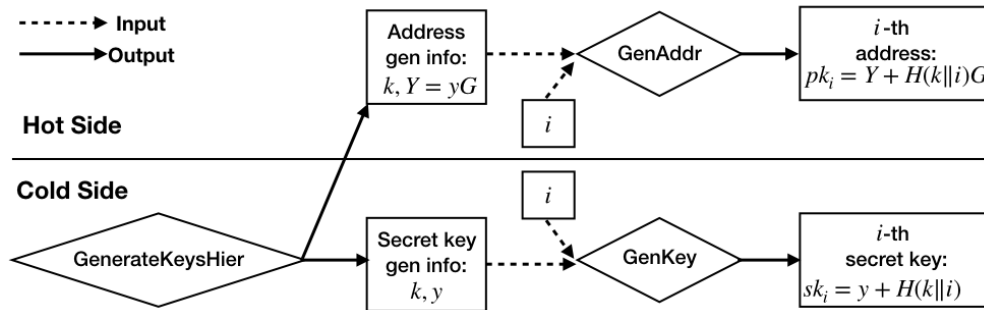 Input
Output
Address
gen info:
k, Y = yG
GenAddr
i-th
address:
pk_i = Y + H(k||i)G
i
Hot Side
Cold Side
i
GenerateKeysHier
Secret key
gen info:
k, y
GenKey
i-th
secret key:
sk_i = y + H(k||i)